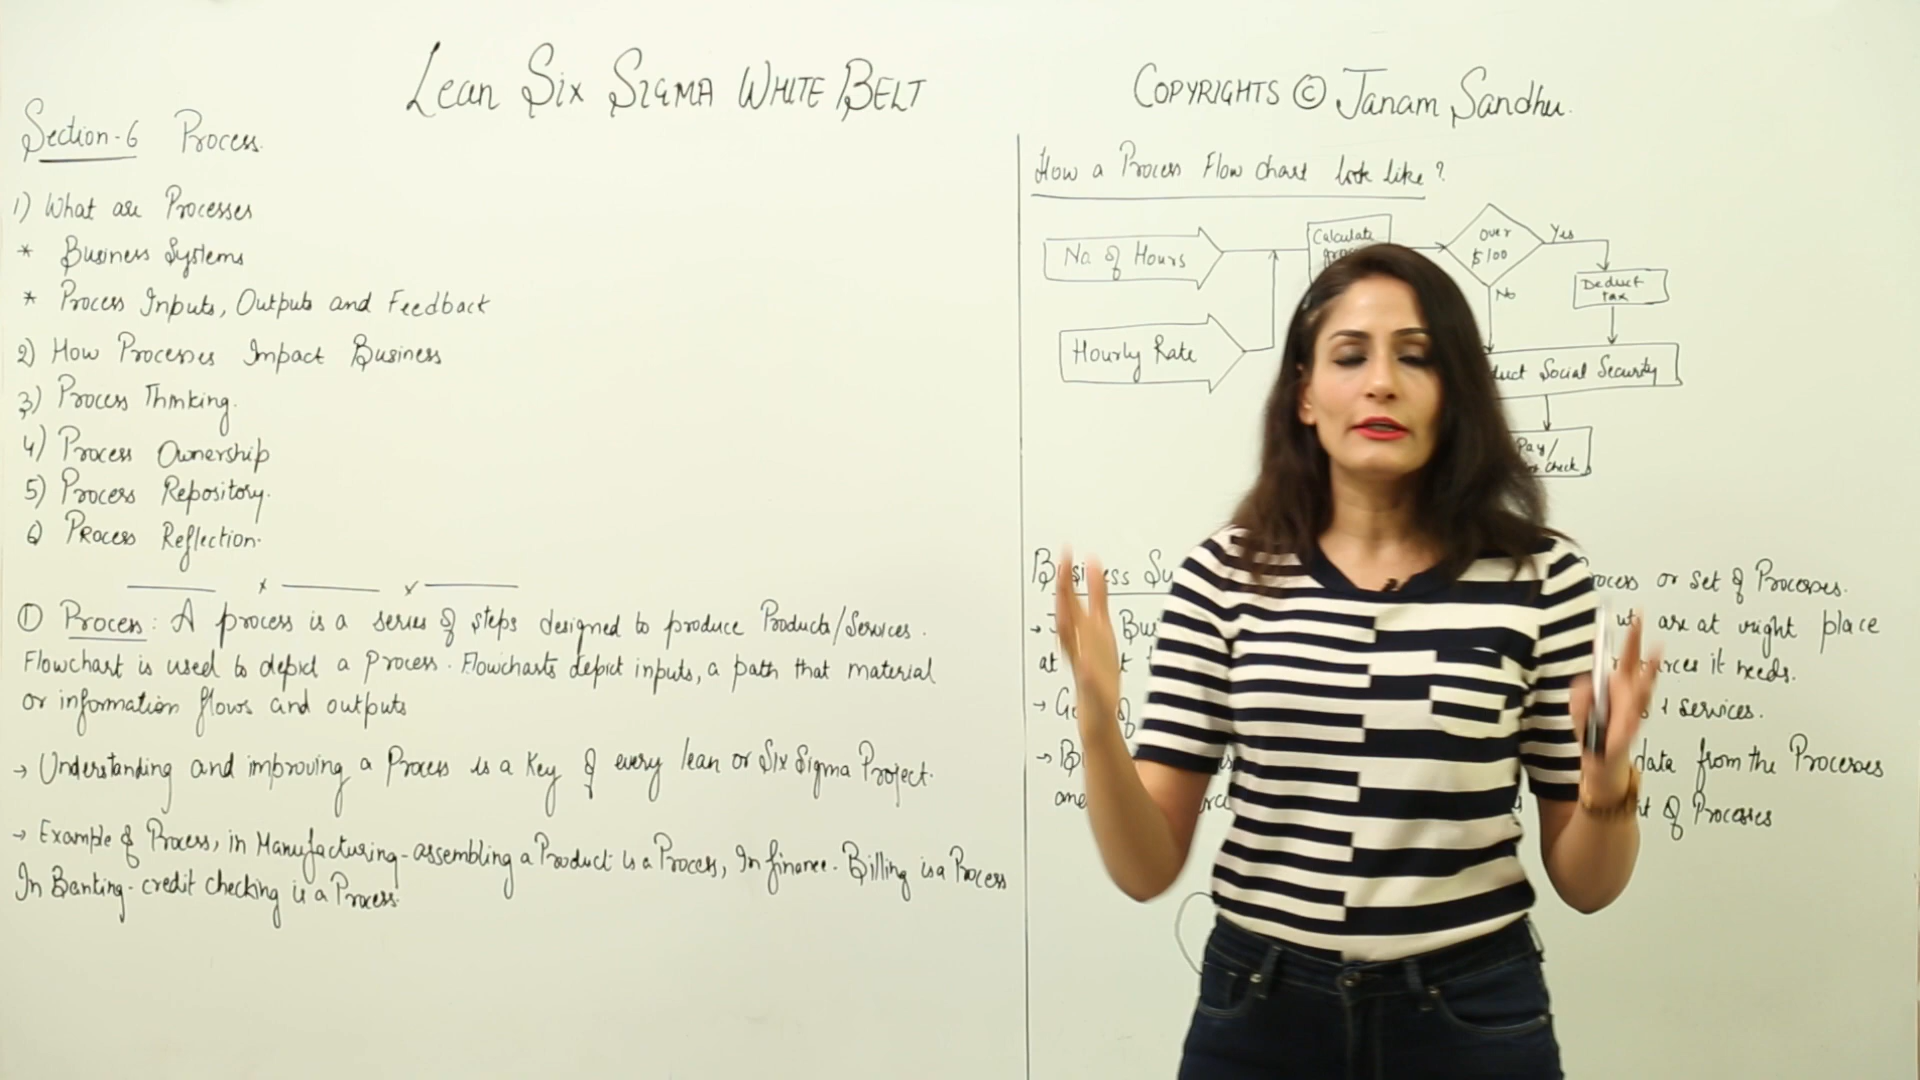 Lean Six Sigma White Belt
Copyrights © Janam Sandhu.
Section-6 Process.
1) What are Processes
* Business Systems
* Process Inputs, Outputs and Feedback
2) How Processes Impact Business
3) Process Thinking.
4) Process Ownership
5) Process Repository.
6) Process Reflection.
① Process: A process is a series of steps designed to produce Products/Services.
Flowchart is used to depict a Process. Flowcharts depict inputs, a path that material
or information flows and outputs
→ Understanding and improving a Process is a Key of every lean or Six Sigma Project.
→ Example of Process, in Manufacturing - assembling a Product is a Process, In finance - Billing is a Process
In Banking - credit checking is a Process.
How a Process Flow chart look like?
No of Hours
Calculate
Over
$100
Yes
No
Deduct
tax
Hourly Rate
Social Security
Pay/
check
Process or set of Processes.
are at right place
at
it needs.
services.
data from the Processes
of Processes